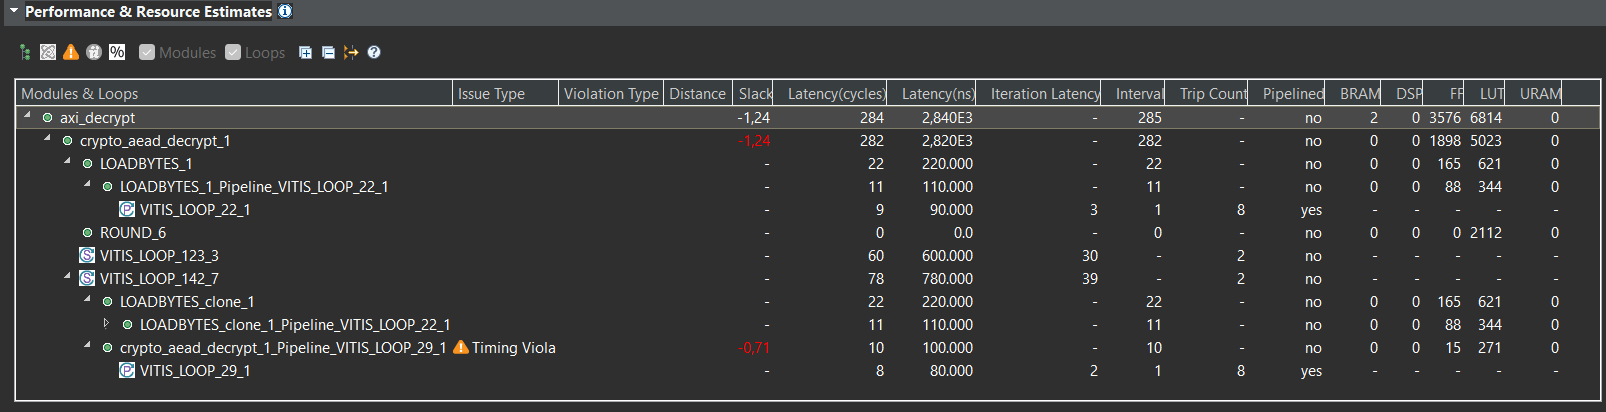 Performance & Resource Estimates
% Modules Loops
Modules & Loops Issue Type Violation Type Distance Slack Latency(cycles) Latency(ns) Iteration Latency Interval Trip Count Pipelined BRAM DSP FF LUT URAM
axi_decrypt -1,24 284 2,840E3 - 285 - no 2 0 3576 6814 0
crypto_aead_decrypt_1 -1,24 282 2,820E3 - 282 - no 0 0 1898 5023 0
LOADBYTES_1 - 22 220.000 - 22 - no 0 0 165 621 0
LOADBYTES_1_Pipeline_VITIS_LOOP_22_1 - 11 110.000 - 11 - no 0 0 88 344 0
VITIS_LOOP_22_1 - 9 90.000 3 1 8 yes - - - - -
ROUND_6 - 0 0.0 - 0 - no 0 0 0 2112 0
VITIS_LOOP_123_3 - 60 600.000 30 - 2 no - - - - -
VITIS_LOOP_142_7 - 78 780.000 39 - 2 no - - - - -
LOADBYTES_clone_1 - 22 220.000 - 22 - no 0 0 165 621 0
LOADBYTES_clone_1_Pipeline_VITIS_LOOP_22_1 - 11 110.000 - 11 - no 0 0 88 344 0
crypto_aead_decrypt_1_Pipeline_VITIS_LOOP_29_1 Timing Viola -0,71 10 100.000 - 10 - no 0 0 15 271 0
VITIS_LOOP_29_1 - 8 80.000 2 1 8 yes - - - - -